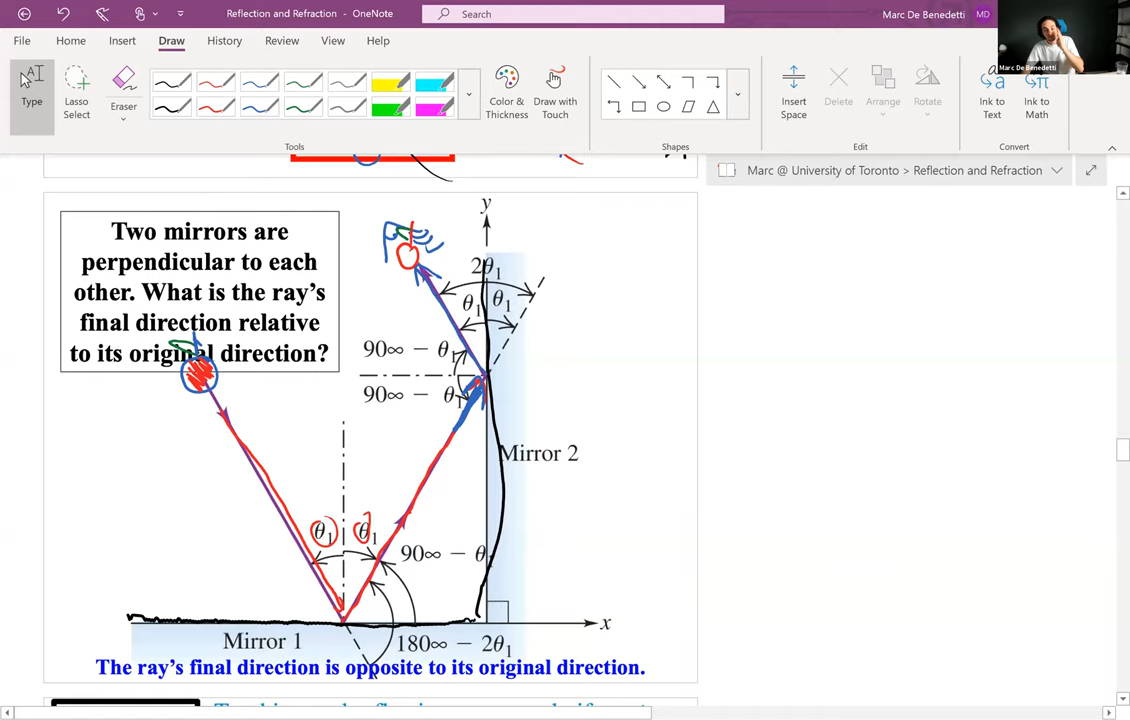 Reflection and Refraction - OneNote
Search
Marc De Benedetti
MD
Marc De Benedetti
File
Home
Insert
Draw
History
Review
View
Help
Type
Lasso
Select
Eraser
Color &
Thickness
Draw with
Touch
Insert
Space
Delete
Arrange
Rotate
Ink to
Text
Ink to
Math
Tools
Shapes
Edit
Convert
Marc @ University of Toronto > Reflection and Refraction
Two mirrors are
perpendicular to each
other. What is the ray's
final direction relative
to its original direction?
y
2θ1
θ1
θ1
90∞ − θ1
90∞ − θ1
Mirror 2
θ1
θ1
90∞ − θ1
x
Mirror 1
180∞ − 2θ1
The ray's final direction is opposite to its original direction.